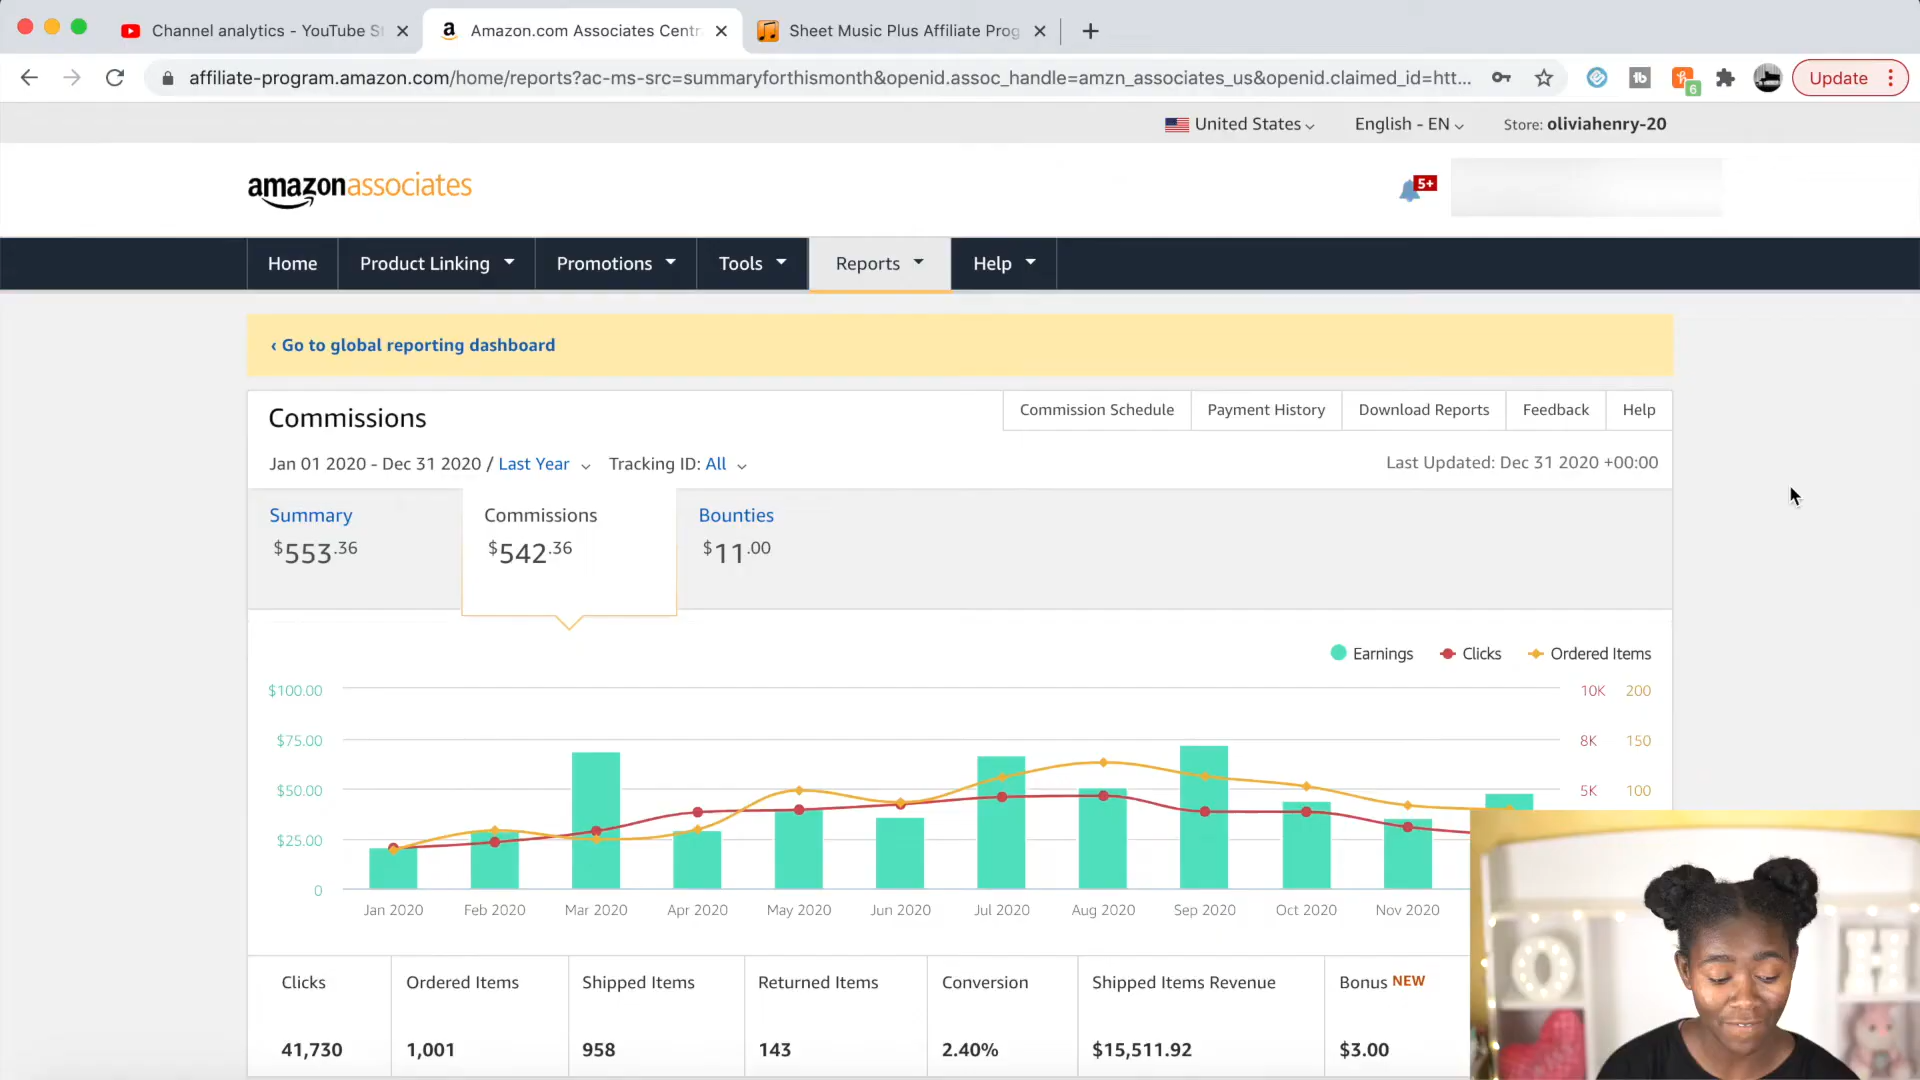 Channel analytics - YouTube S
Amazon.com Associates Centr
Sheet Music Plus Affiliate Prog
affiliate-program.amazon.com/home/reports?ac-ms-src=summaryforthismonth&openid.assoc_handle=amzn_associates_us&openid.claimed_id=htt...
6
Update
United States
English - EN
Store: oliviahenry-20
amazonassociates
5+
Home
Product Linking
Promotions
Tools
Reports
Help
‹ Go to global reporting dashboard
Commissions
Commission Schedule
Payment History
Download Reports
Feedback
Help
Jan 01 2020 - Dec 31 2020 / Last Year
Tracking ID: All
Last Updated: Dec 31 2020 +00:00
Summary
$553.36
Commissions
$542.36
Bounties
$11.00
Earnings
Clicks
Ordered Items
$100.00
10K 200
$75.00
8K 150
$50.00
5K 100
$25.00
0
Jan 2020 Feb 2020 Mar 2020 Apr 2020 May 2020 Jun 2020 Jul 2020 Aug 2020 Sep 2020 Oct 2020 Nov 2020
Clicks Ordered Items Shipped Items Returned Items Conversion Shipped Items Revenue Bonus NEW
41,730 1,001 958 143 2.40% $15,511.92 $3.00
O H